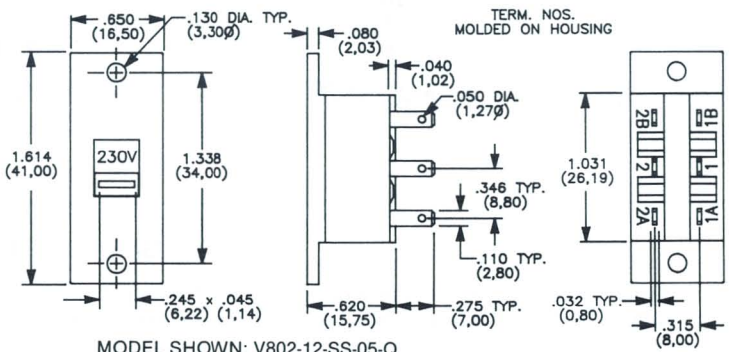 .650
(16,50)
.130 DIA. TYP.
(3,30Ø)
1.614
(41,00)
230V
1.338
(34,00)
.245 x .045
(6,22) (1,14)
.080
(2,03)
.040
(1,02)
.050 DIA.
(1,27Ø)
.346 TYP.
(8,80)
.110 TYP.
(2,80)
.620
(15,75)
.275 TYP.
(7,00)
TERM. NOS.
MOLDED ON HOUSING
1.031
(26,19)
2B
1B
2
1
2A
1A
.032 TYP.
(0,80)
.315
(8,00)
MODEL SHOWN: V802-12-SS-05-Q